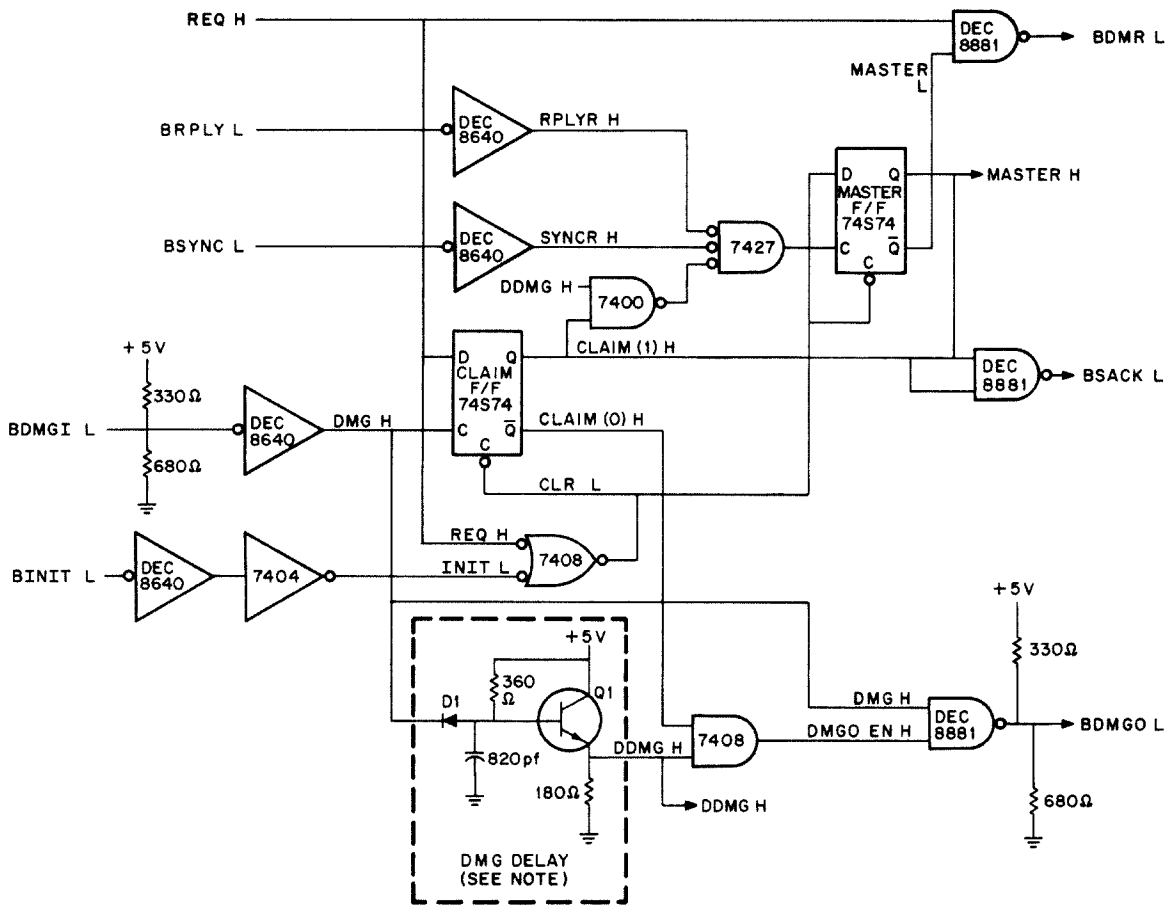 REQ H
DEC
8881
BDMR L
MASTER
L
BRPLY L
DEC
8640
RPLYR H
D Q
MASTER
F/F
74S74
C Q̅
C
MASTER H
BSYNC L
DEC
8640
SYNCR H
7427
DDMG H
7400
CLAIM (1) H
D Q
CLAIM
F/F
74S74
C Q̅
C
DEC
8881
BSACK L
+5V
330Ω
BDMGI L
DEC
8640
DMG H
CLAIM (0) H
680Ω
CLR L
REQ H
7408
BINIT L
DEC
8640
7404
INIT L
+5V
330Ω
+5V
360
Ω
Q1
D1
820pf
DDMG H
180Ω
DMG DELAY
(SEE NOTE)
7408
DMG H
DMGO EN H
DEC
8881
BDMGO L
DDMG H
680Ω